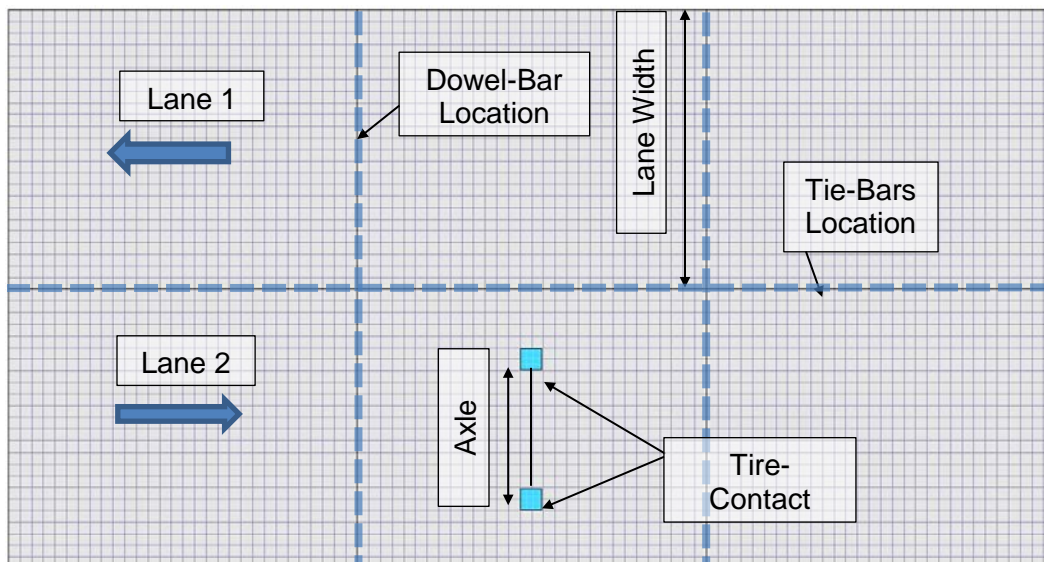 Lane 1
Dowel-Bar
Location
Lane Width
Tie-Bars
Location
Lane 2
Axle
Tire-
Contact